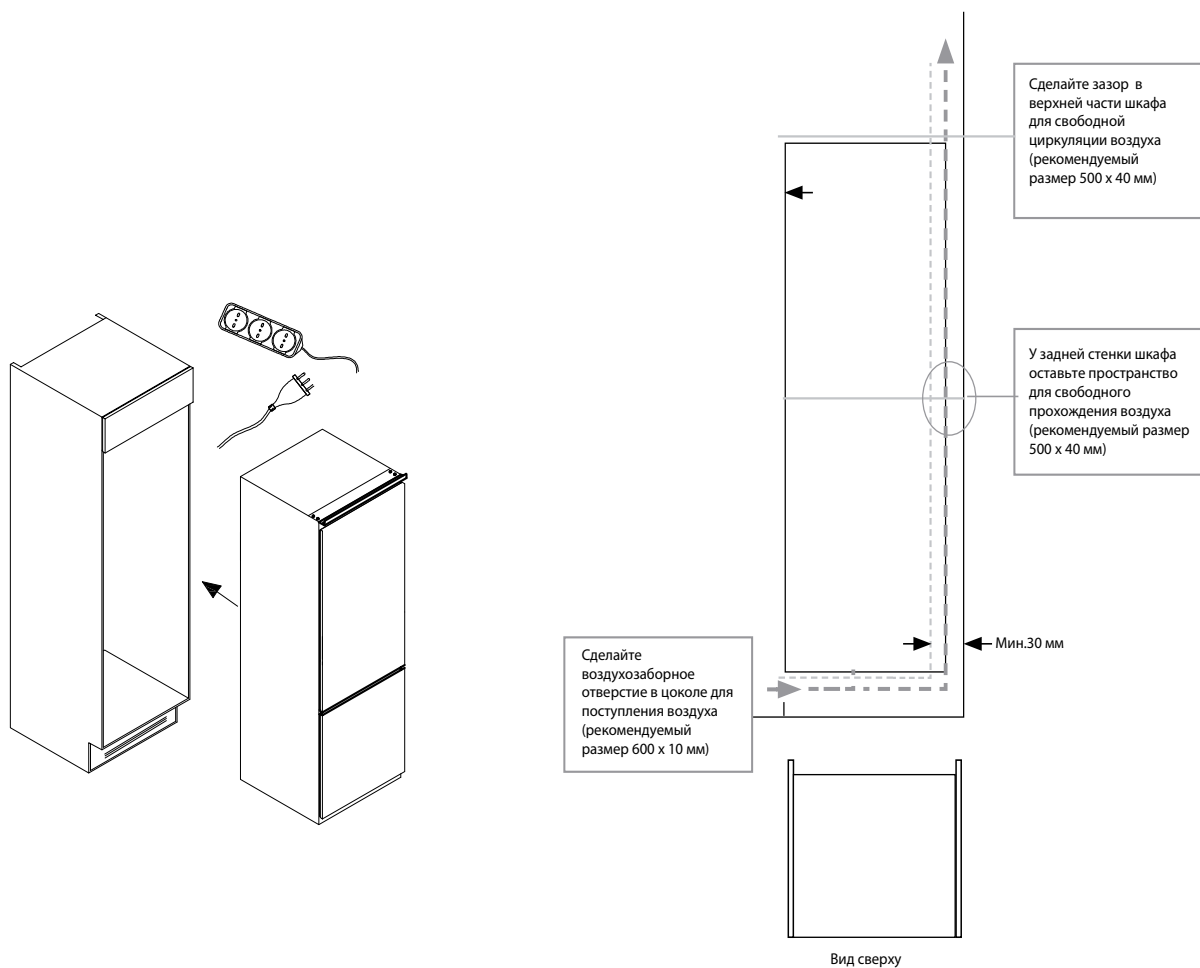 Сделайте зазор в
верхней части шкафа
для свободной
циркуляции воздуха
(рекомендуемый
размер 500 x 40 мм)
У задней стенки шкафа
оставьте пространство
для свободного
прохождения воздуха
(рекомендуемый размер
500 x 40 мм)
Мин.30 мм
Сделайте
воздухозаборное
отверстие в цоколе для
поступления воздуха
(рекомендуемый
размер 600 x 10 мм)
Вид сверху